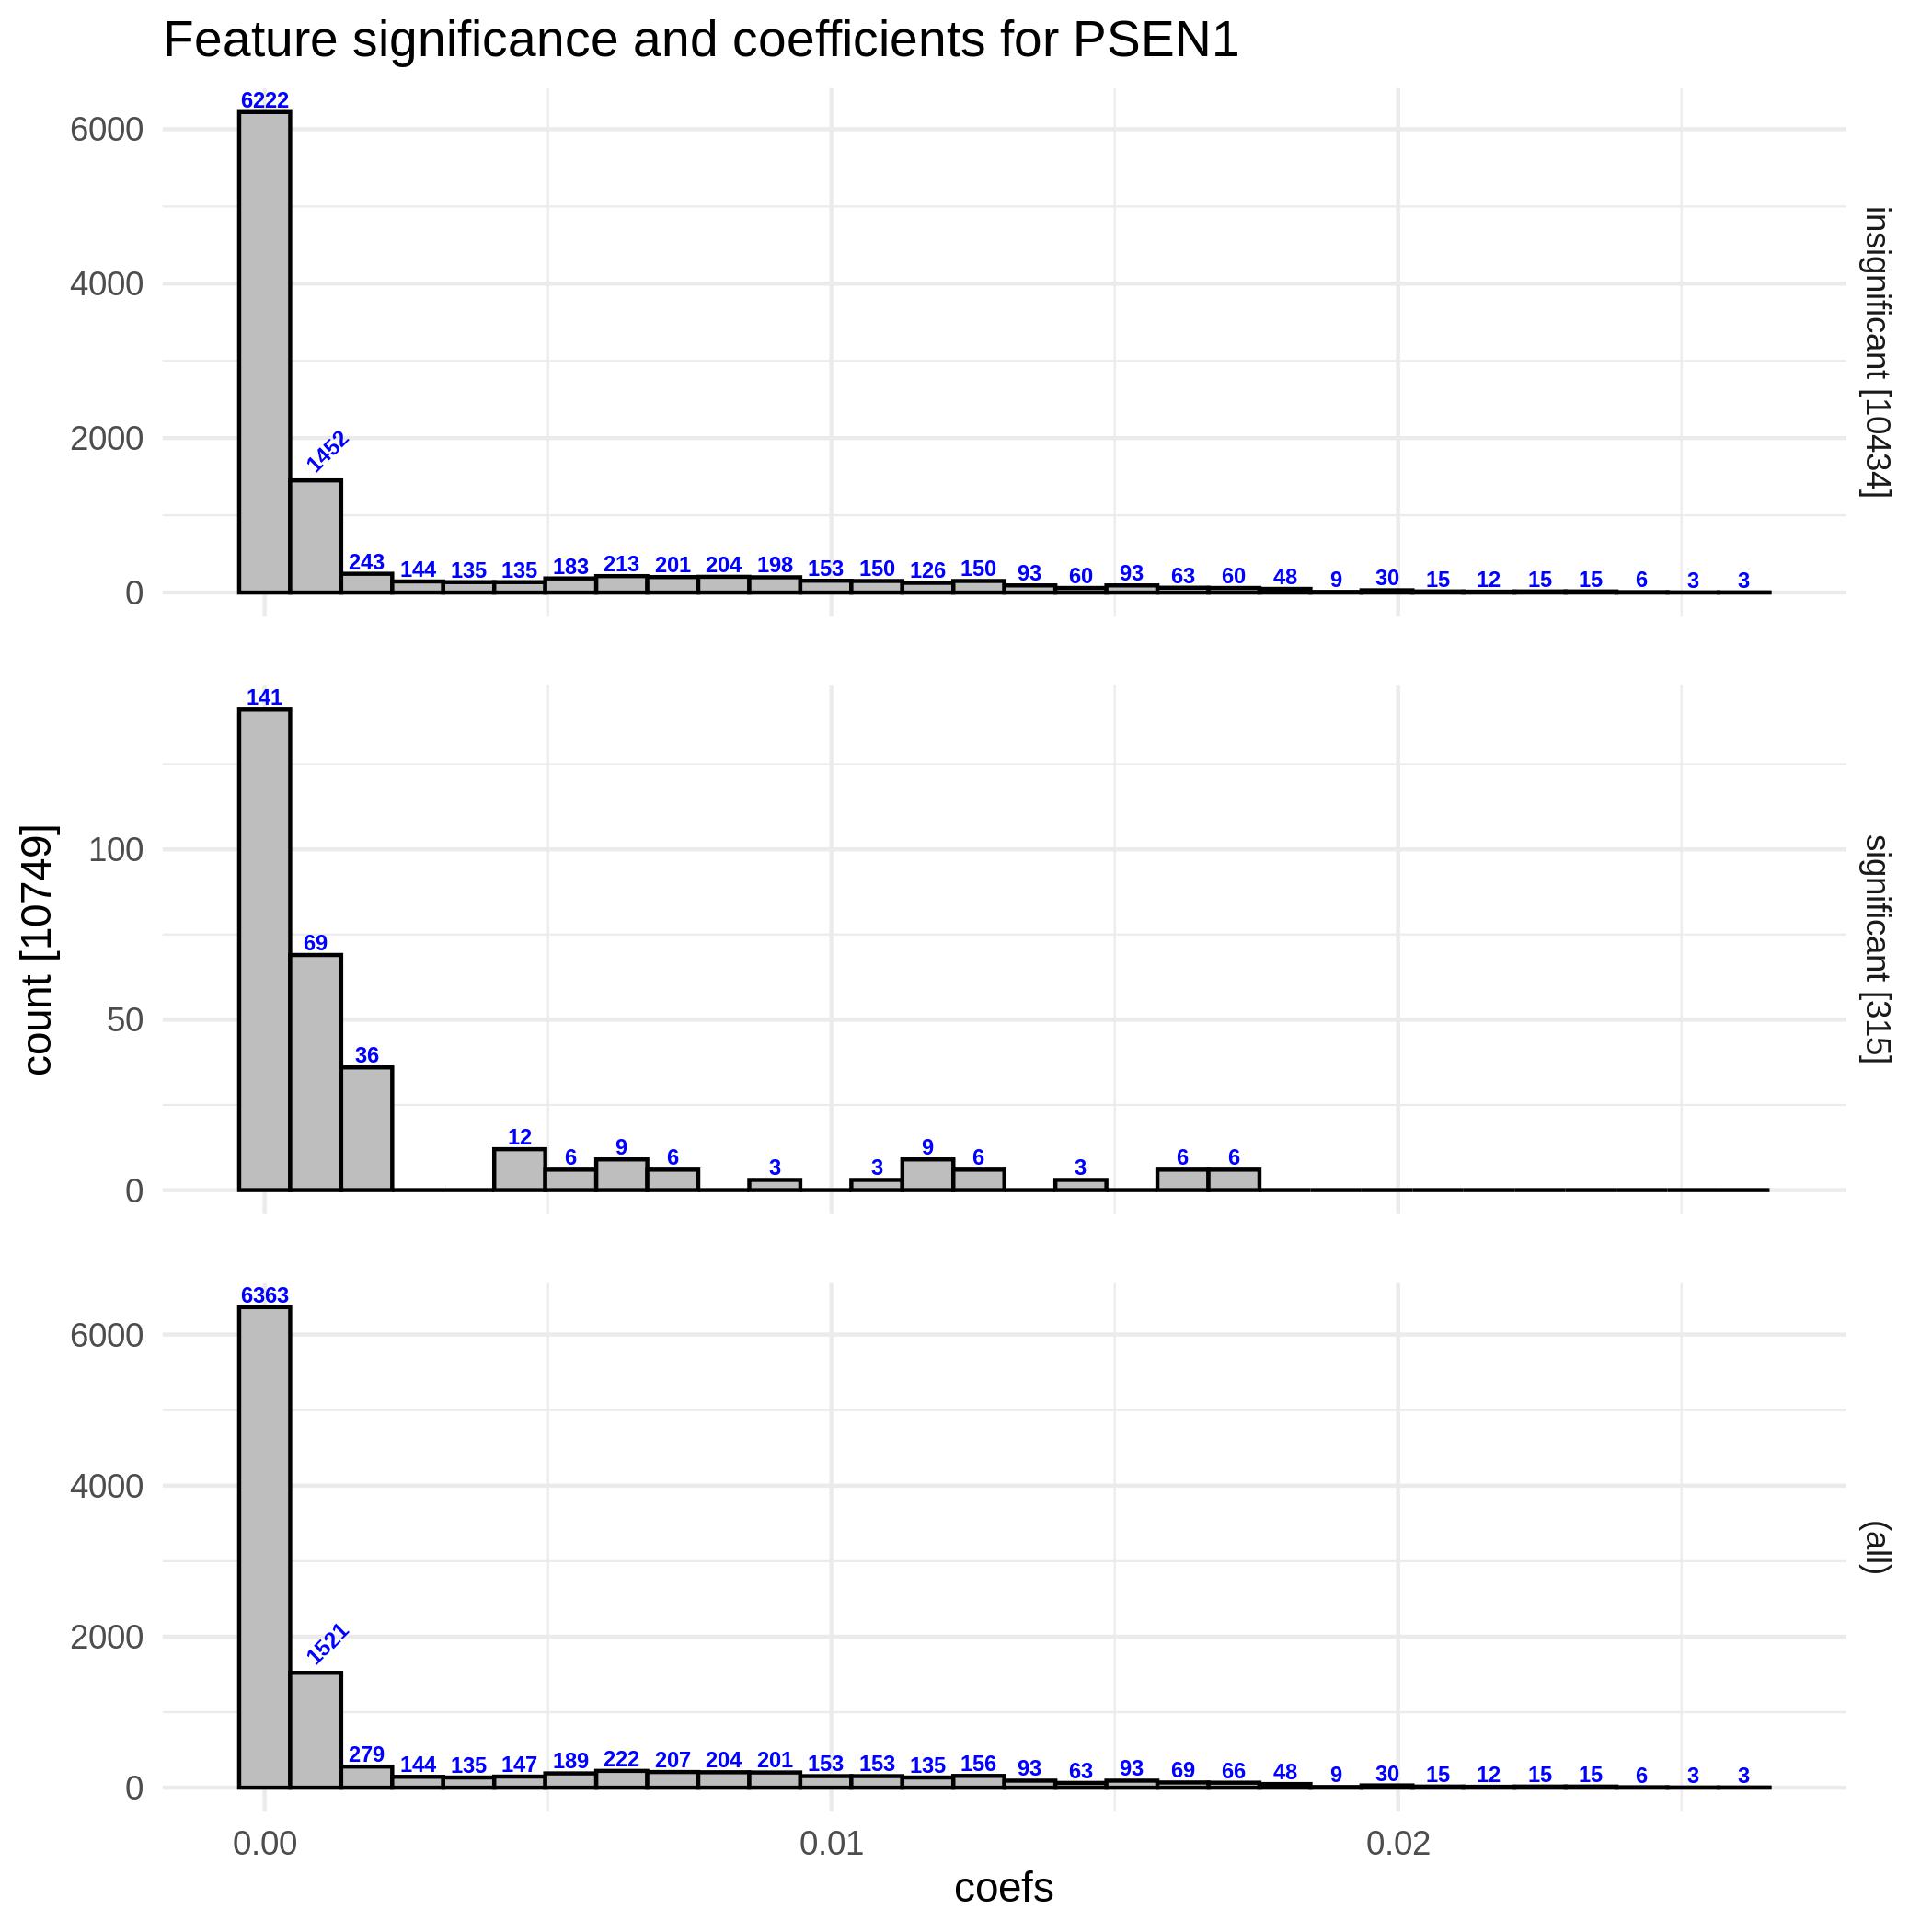 Feature significance and coefficients for PSEN1
6222
6000
4000
2000
0
1452
243 144 135 135 183 213 201 204 198 153 150 126 150 93 60 93 63 60 48 9 30 15 12 15 15 6 3 3
insignificant [10434]
count [10749]
141
100
50
0
69
36
12 6 9 6 3 3 9 6 3 6 6
significant [315]
6363
6000
4000
2000
0
1521
279 144 135 147 189 222 207 204 201 153 153 135 156 93 63 93 69 66 48 9 30 15 12 15 15 6 3 3
(all)
0.00 0.01 0.02
coefs